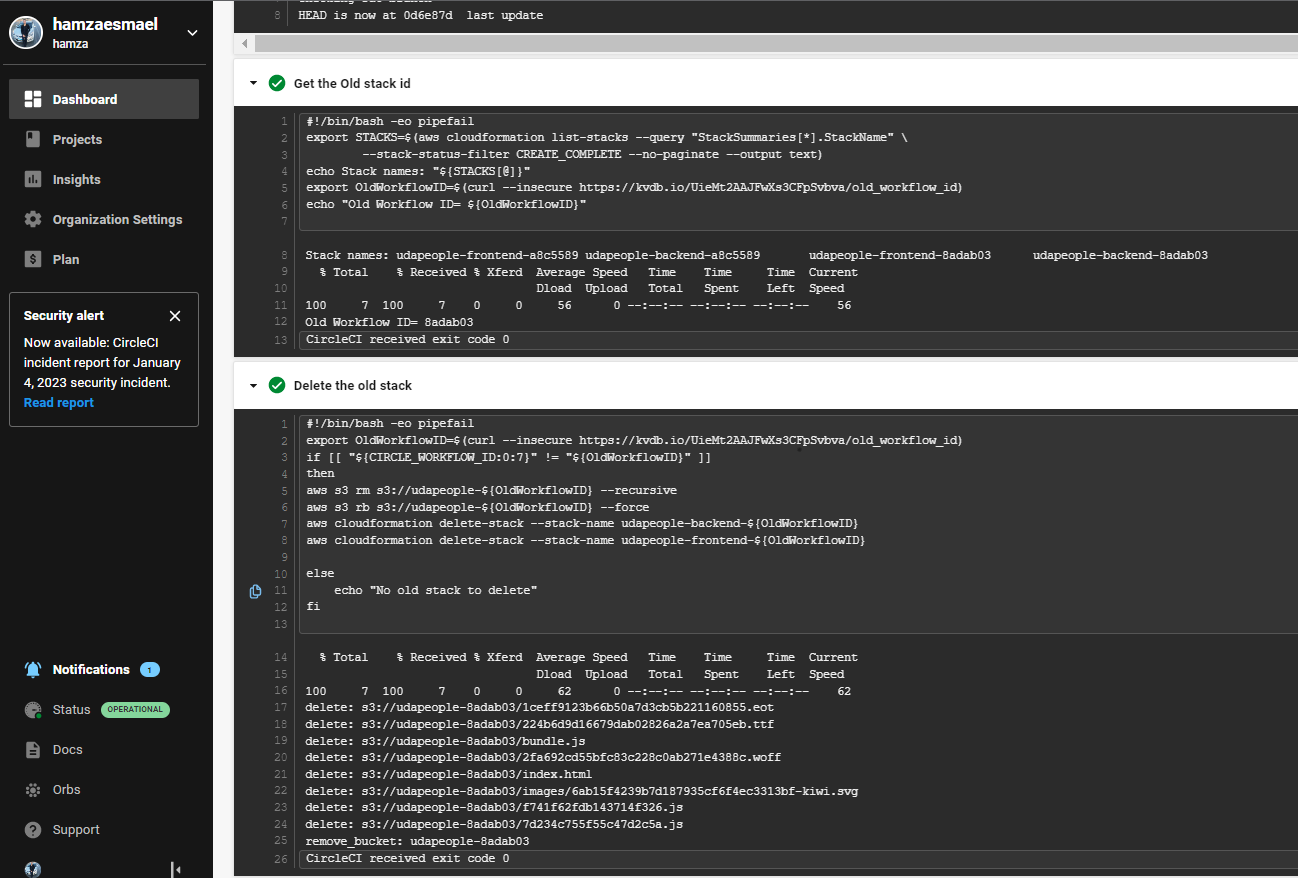 hamzaesmael
hamza
Dashboard
Projects
Insights
Organization Settings
Plan
Security alert
Now available: CircleCI
incident report for January
4, 2023 security incident.
Read report
Notifications 1
Status OPERATIONAL
Docs
Orbs
Support
8 HEAD is now at 0d6e87d last update
Get the Old stack id
1 #!/bin/bash -eo pipefail
2 export STACKS=$(aws cloudformation list-stacks --query "StackSummaries[*].StackName" \
3 --stack-status-filter CREATE_COMPLETE --no-paginate --output text)
4 echo Stack names: "${STACKS[@]}"
5 export OldWorkflowID=$(curl --insecure https://kvdb.io/UieMt2AAJFwXs3CFpSvbva/old_workflow_id)
6 echo "Old Workflow ID= ${OldWorkflowID}"
7
8 Stack names: udapeople-frontend-a8c5589 udapeople-backend-a8c5589 udapeople-frontend-8adab03 udapeople-backend-8adab03
9 % Total % Received % Xferd Average Speed Time Time Time Current
10 Dload Upload Total Spent Left Speed
11 100 7 100 7 0 0 56 0 --:--:-- --:--:-- --:--:-- 56
12 Old Workflow ID= 8adab03
13 CircleCI received exit code 0
Delete the old stack
1 #!/bin/bash -eo pipefail
2 export OldWorkflowID=$(curl --insecure https://kvdb.io/UieMt2AAJFwXs3CFpSvbva/old_workflow_id)
3 if [[ "${CIRCLE_WORKFLOW_ID:0:7}" != "${OldWorkflowID}" ]]
4 then
5 aws s3 rm s3://udapeople-${OldWorkflowID} --recursive
6 aws s3 rb s3://udapeople-${OldWorkflowID} --force
7 aws cloudformation delete-stack --stack-name udapeople-backend-${OldWorkflowID}
8 aws cloudformation delete-stack --stack-name udapeople-frontend-${OldWorkflowID}
9
10 else
11 echo "No old stack to delete"
12 fi
13
14 % Total % Received % Xferd Average Speed Time Time Time Current
15 Dload Upload Total Spent Left Speed
16 100 7 100 7 0 0 62 0 --:--:-- --:--:-- --:--:-- 62
17 delete: s3://udapeople-8adab03/1ceff9123b66b50a7d3cb5b221160855.eot
18 delete: s3://udapeople-8adab03/224b6d9d16679dab02826a2a7ea705eb.ttf
19 delete: s3://udapeople-8adab03/bundle.js
20 delete: s3://udapeople-8adab03/2fa692cd55bfc83c228c0ab271e4388c.woff
21 delete: s3://udapeople-8adab03/index.html
22 delete: s3://udapeople-8adab03/images/6ab15f4239b7d187935cf6f4ec3313bf-kiwi.svg
23 delete: s3://udapeople-8adab03/f741f62fdb143714f326.js
24 delete: s3://udapeople-8adab03/7d234c755f55c47d2c5a.js
25 remove_bucket: udapeople-8adab03
26 CircleCI received exit code 0